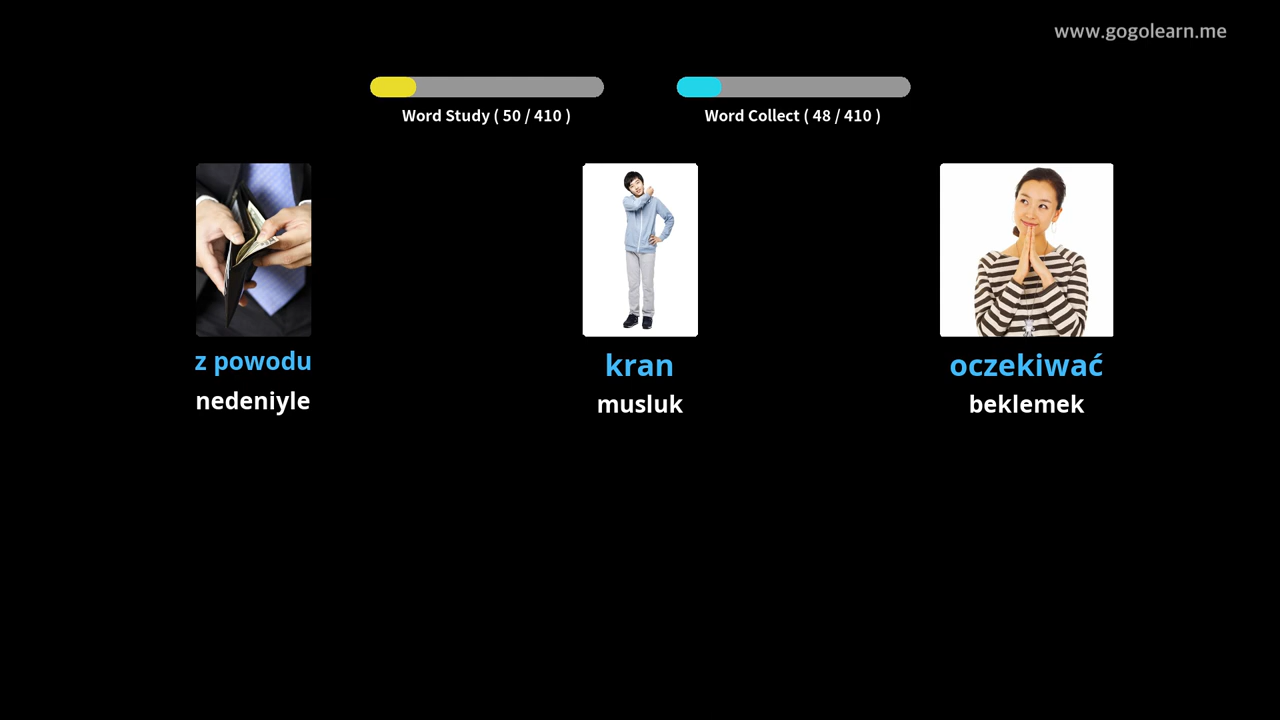 www.gogolearn.me
Word Study ( 50 / 410 )
Word Collect ( 48 / 410 )
z powodu
nedeniyle
kran
musluk
oczekiwać
beklemek